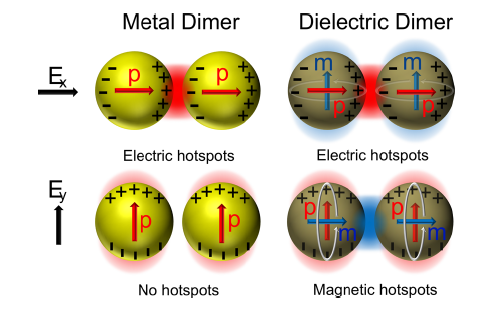 Metal Dimer
Dielectric Dimer
Ex
p
p
m
p
m
p
Electric hotspots
Electric hotspots
Ey
p
p
p
m
p
m
No hotspots
Magnetic hotspots